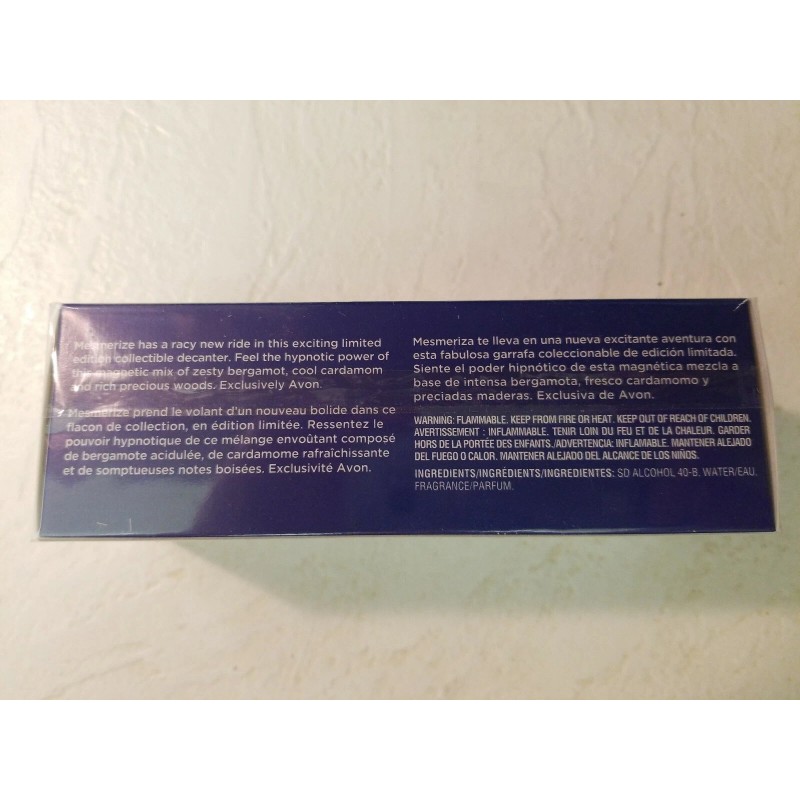 Mesmerize has a racy new ride in this exciting limited
edition collectible decanter. Feel the hypnotic power of
this magnetic mix of zesty bergamot, cool cardamom
and rich precious woods. Exclusively Avon.
Mesmerize prend le volant d'un nouveau bolide dans ce
flacon de collection, en édition limitée. Ressentez le
pouvoir hypnotique de ce mélange envoûtant composé
de bergamote acidulée, de cardamome rafraîchissante
et de somptueuses notes boisées. Exclusivité Avon.
Mesmeriza te lleva en una nueva excitante aventura con
esta fabulosa garrafa coleccionable de edición limitada.
Siente el poder hipnótico de esta magnética mezcla a
base de intensa bergamota, fresco cardamomo y
preciadas maderas. Exclusiva de Avon.
WARNING: FLAMMABLE. KEEP FROM FIRE OR HEAT. KEEP OUT OF REACH OF CHILDREN.
AVERTISSEMENT : INFLAMMABLE. TENIR LOIN DU FEU ET DE LA CHALEUR. GARDER
HORS DE LA PORTÉE DES ENFANTS./ADVERTENCIA: INFLAMABLE. MANTENER ALEJADO
DEL FUEGO O CALOR. MANTENER ALEJADO DEL ALCANCE DE LOS NIÑOS.
INGREDIENTS/INGRÉDIENTS/INGREDIENTES: SD ALCOHOL 40-B. WATER/EAU.
FRAGRANCE/PARFUM.